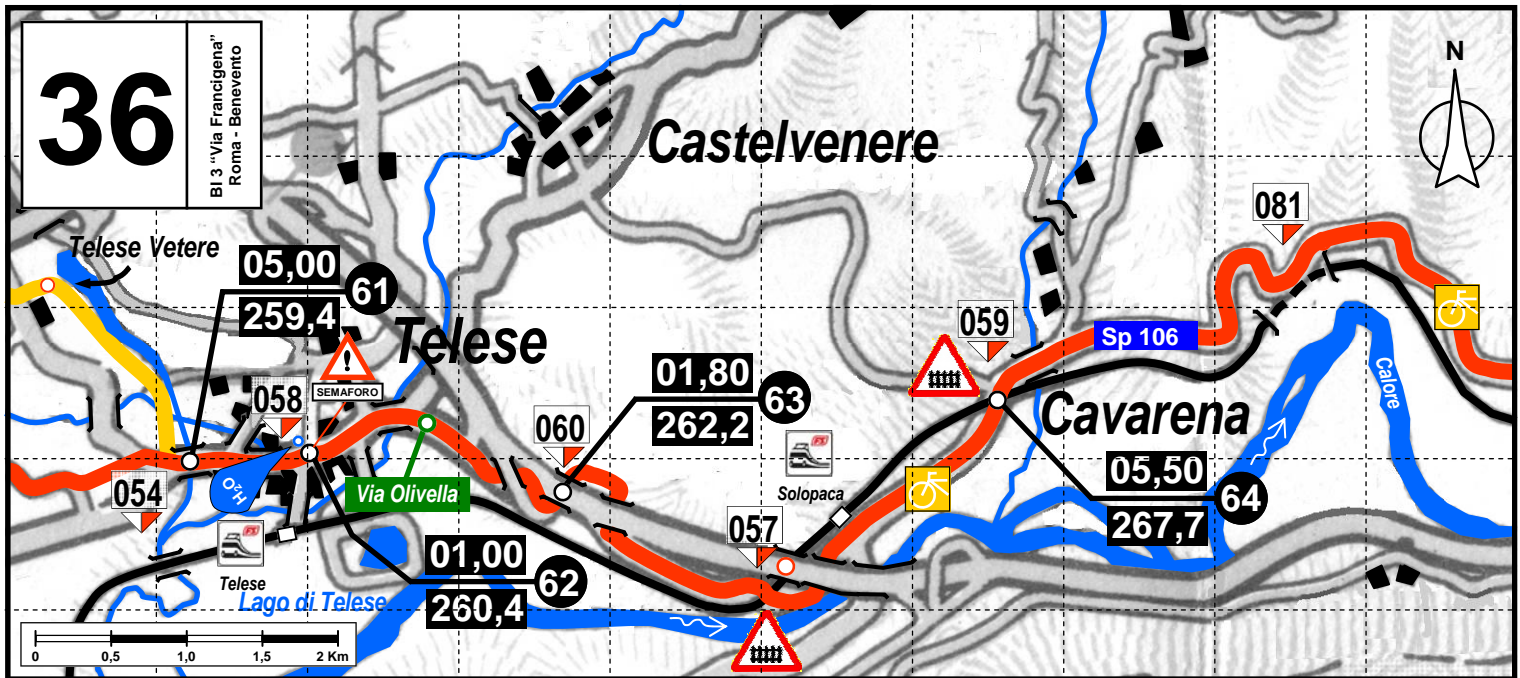 36
BI 3 "Via Francigena"
Roma - Benevento
N
Castelvenere
081
Telese Vetere
05,00
61
259,4
Telese
059
Sp 106
SEMAFORO
01,80
63
262,2
Calore
058
060
Cavarena
FS
Solopaca
05,50
64
267,7
H2O
Via Olivella
054
057
FS
Telese
01,00
62
260,4
Lago di Telese
0 0,5 1,0 1,5 2 Km